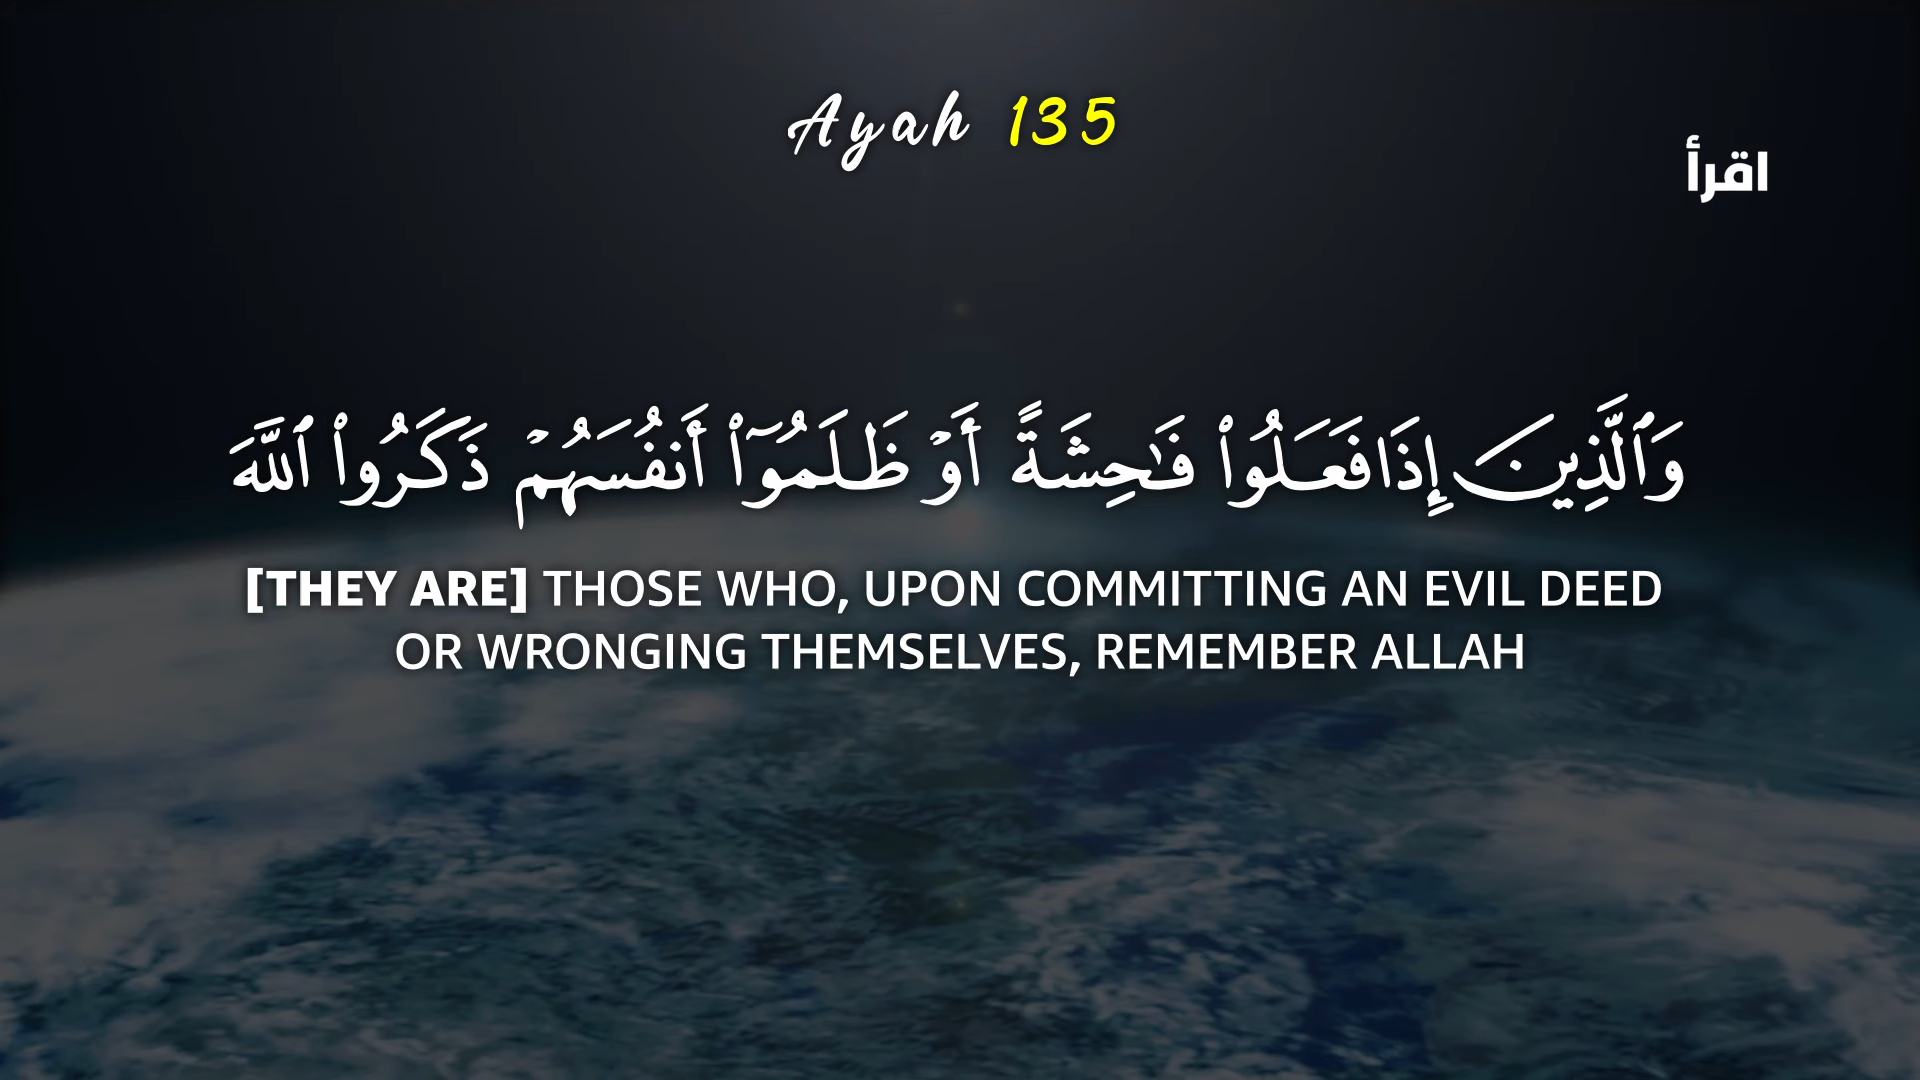 Ayah 135
اقرأ
وَٱلَّذِينَ إِذَا فَعَلُوا۟ فَـٰحِشَةً أَوْ ظَلَمُوٓا۟ أَنفُسَهُمْ ذَكَرُوا۟ ٱللَّهَ
[THEY ARE] THOSE WHO, UPON COMMITTING AN EVIL DEED
OR WRONGING THEMSELVES, REMEMBER ALLAH